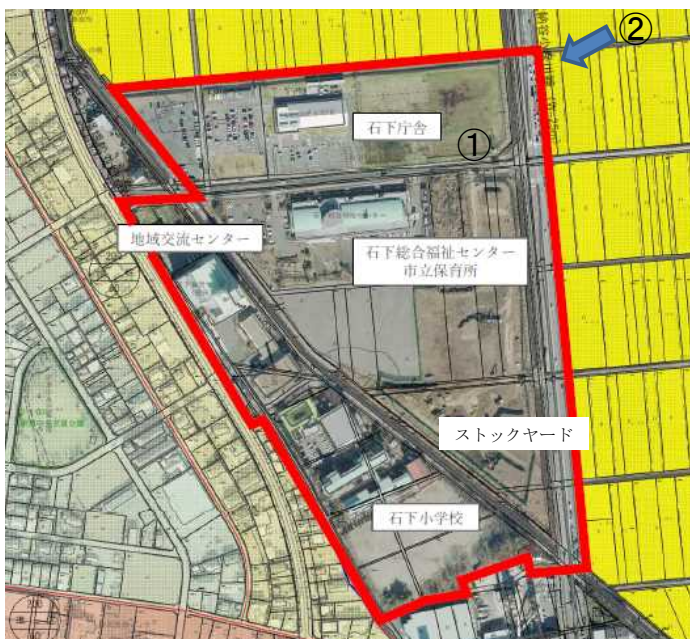 ②
石下庁舎
①
地域交流センター
石下総合福祉センター
市立保育所
ストックヤード
石下小学校
200